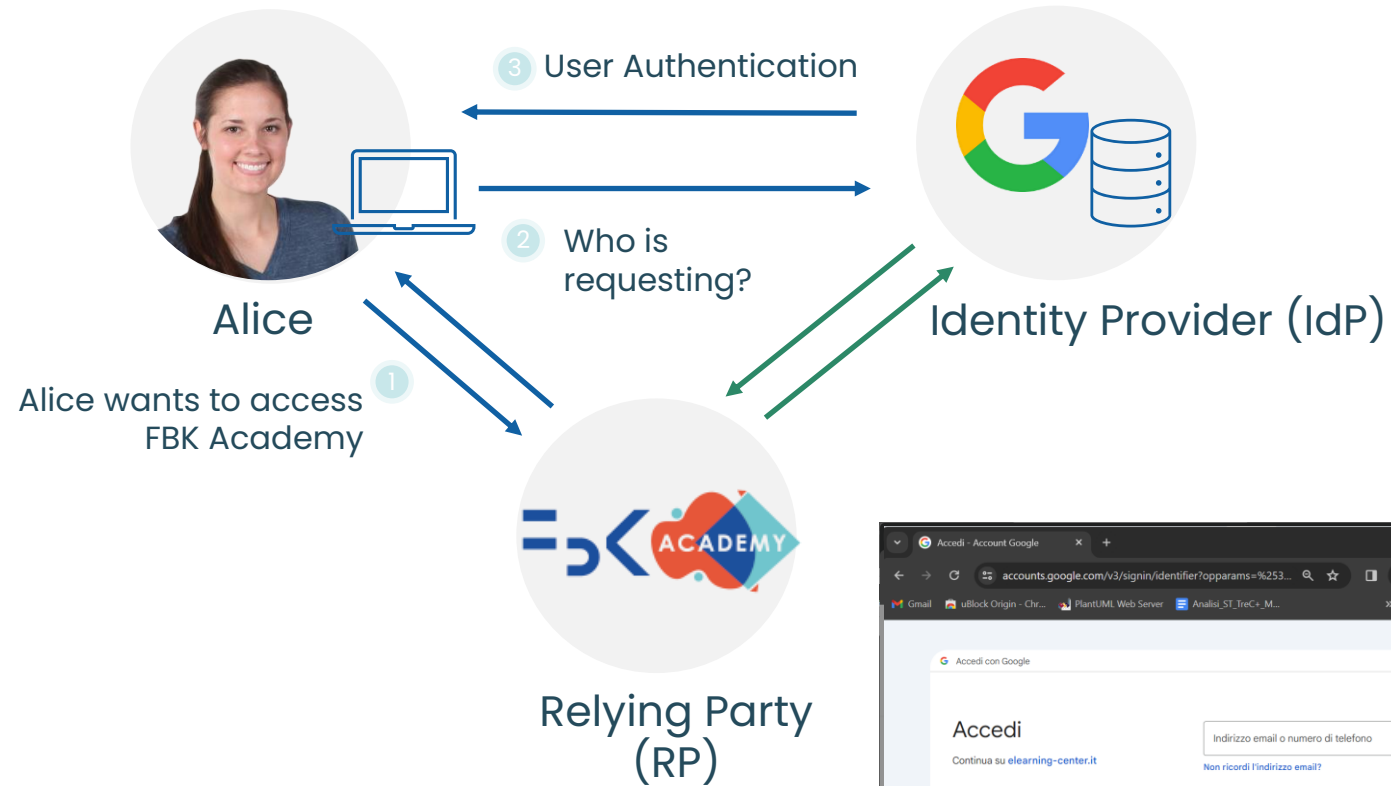 3 User Authentication
2 Who is
requesting?
Alice
Identity Provider (IdP)
1
Alice wants to access
FBK Academy
FBK ACADEMY
Relying Party
(RP)
Accedi - Account Google
accounts.google.com/v3/signin/identifier?opparams=%253...
Gmail uBlock Origin - Chr... PlantUML Web Server Analisi_ST_TreC+_M...
Accedi con Google
Accedi
Indirizzo email o numero di telefono
Continua su elearning-center.it
Non ricordi l'indirizzo email?